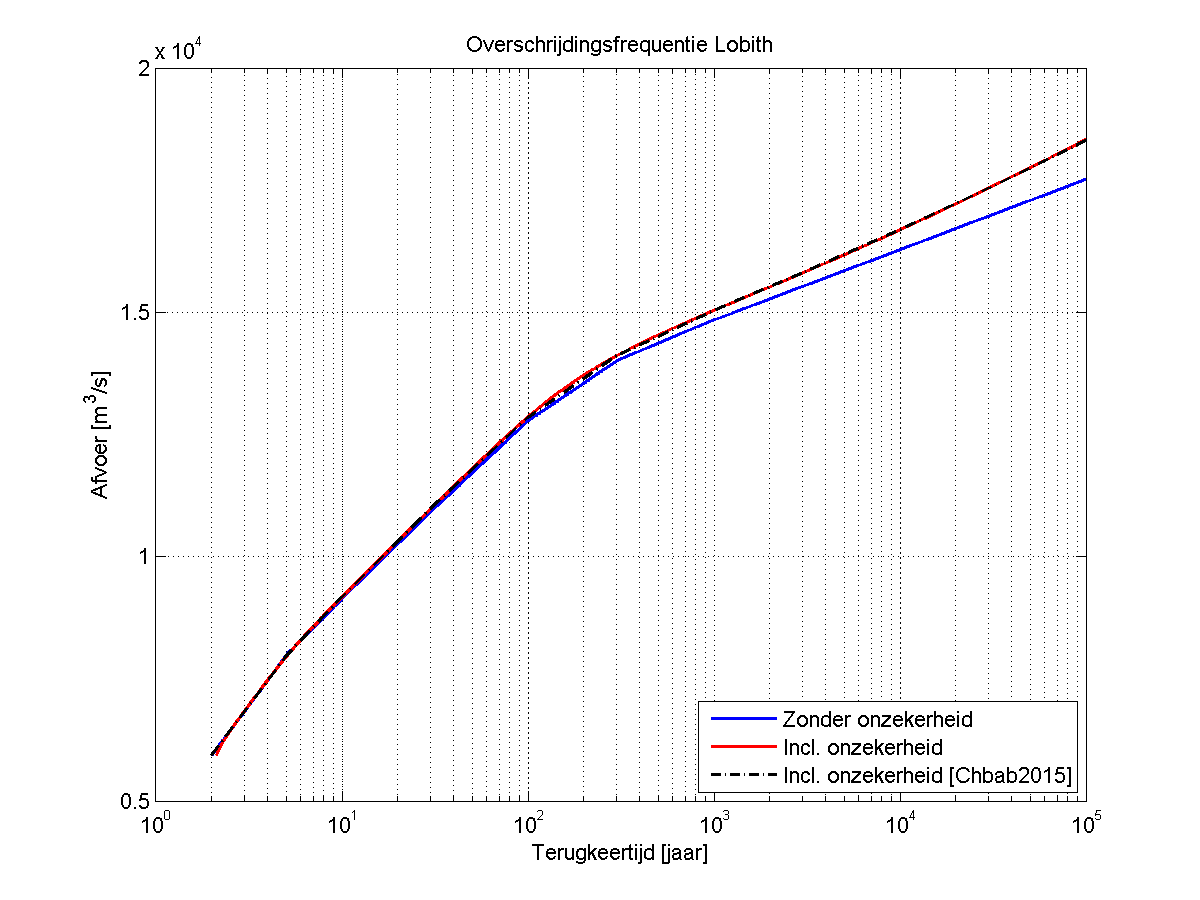 Overschrijdingsfrequentie Lobith
x 10^4
2
1.5
1
0.5
Afvoer [m^3/s]
10^0 10^1 10^2 10^3 10^4 10^5
Terugkeertijd [jaar]
Zonder onzekerheid
Incl. onzekerheid
Incl. onzekerheid [Chbab2015]